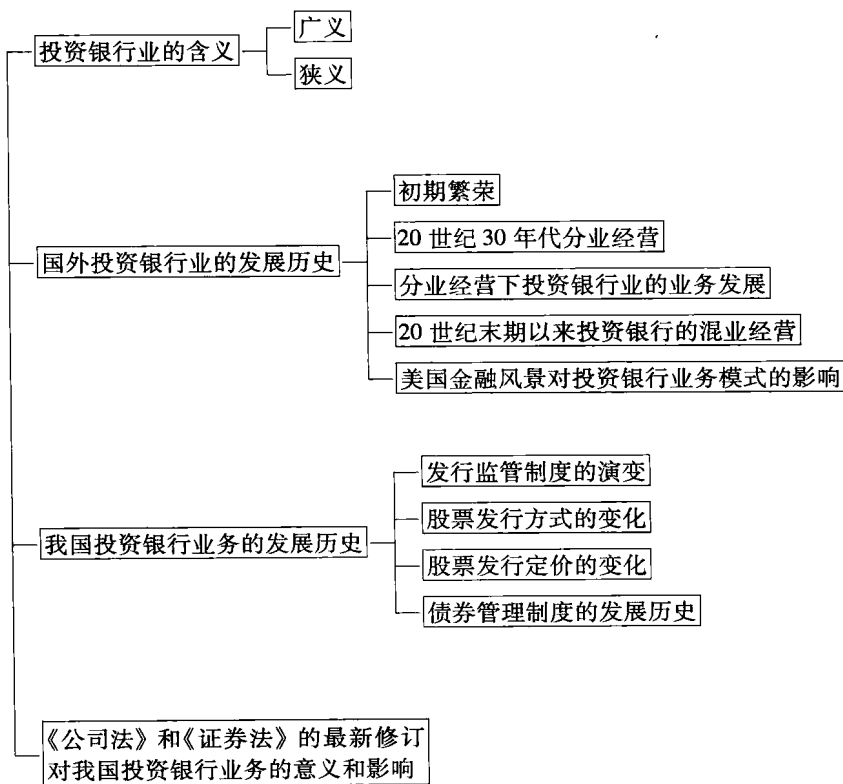 投资银行业的含义
广义
狭义
国外投资银行业的发展历史
初期繁荣
20世纪30年代分业经营
分业经营下投资银行业的业务发展
20世纪末期以来投资银行的混业经营
美国金融风景对投资银行业务模式的影响
我国投资银行业务的发展历史
发行监管制度的演变
股票发行方式的变化
股票发行定价的变化
债券管理制度的发展历史
《公司法》和《证券法》的最新修订
对我国投资银行业务的意义和影响